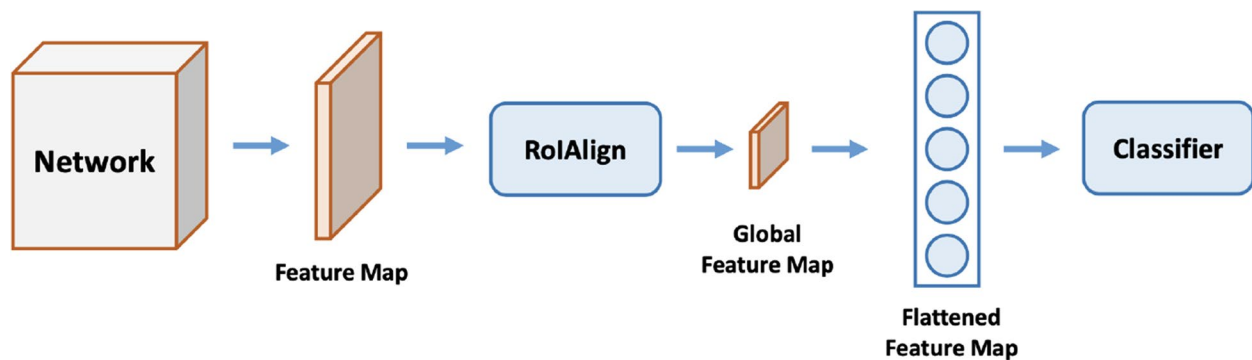 Network
Feature Map
RoIAlign
Global
Feature Map
Flattened
Feature Map
Classifier